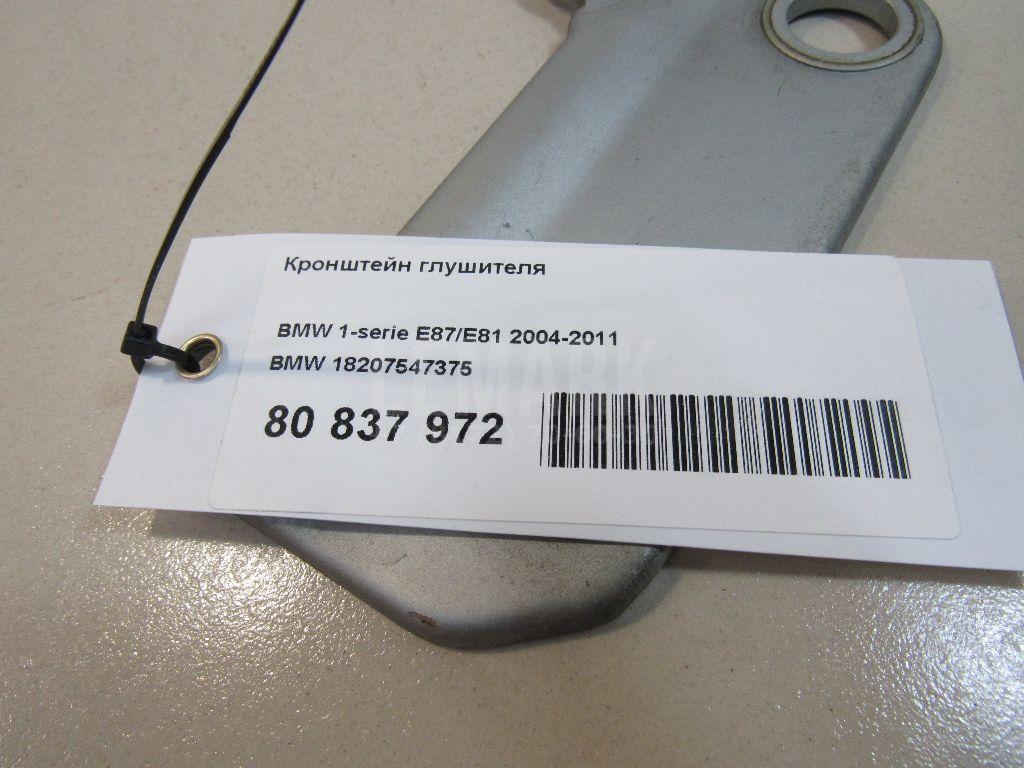 Кронштейн глушителя
BMW 1-serie E87/E81 2004-2011
BMW 18207547375
80 837 972